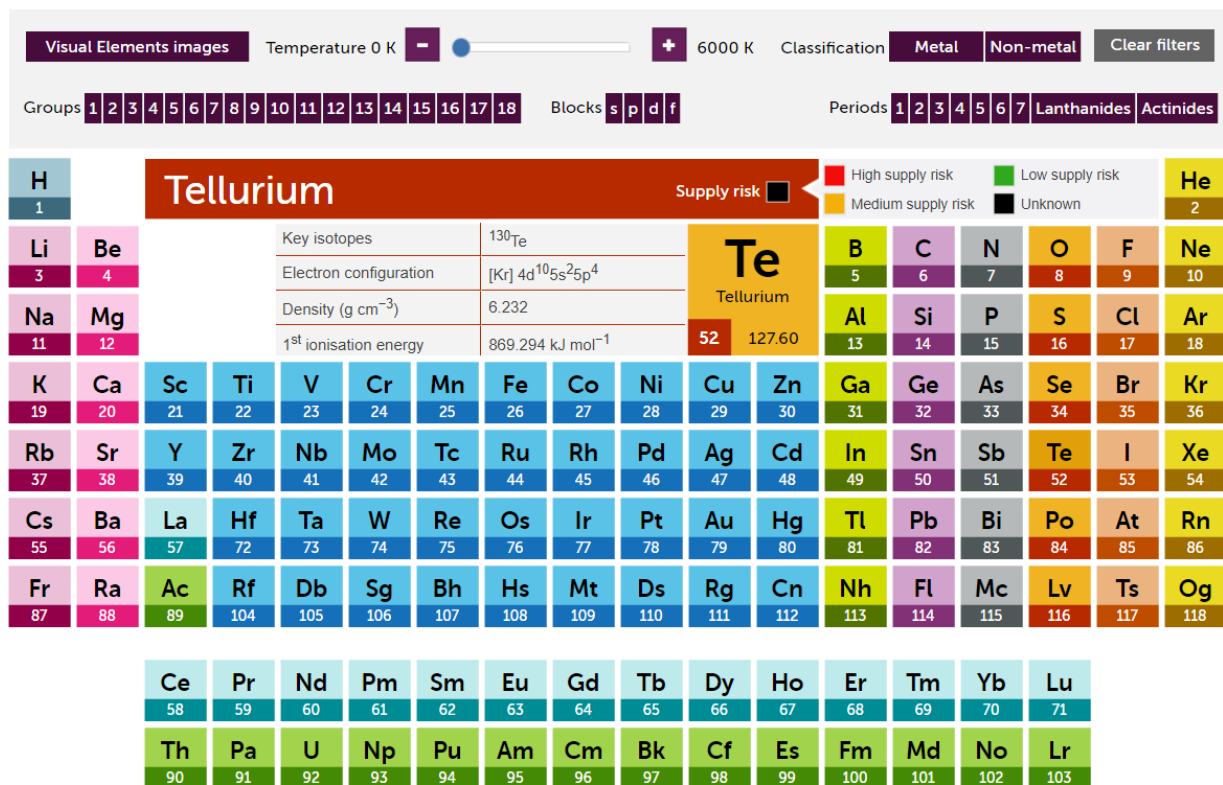 Visual Elements images Temperature 0 K − + 6000 K Classification Metal Non-metal Clear filters
Groups 1 2 3 4 5 6 7 8 9 10 11 12 13 14 15 16 17 18 Blocks s p d f Periods 1 2 3 4 5 6 7 Lanthanides Actinides
Tellurium Supply risk
High supply risk Low supply risk
Medium supply risk Unknown
Key isotopes ¹³⁰Te
Electron configuration [Kr] 4d¹⁰5s²5p⁴
Density (g cm⁻³) 6.232
1ˢᵗ ionisation energy 869.294 kJ mol⁻¹
Te
Tellurium
52 127.60
H He
1 2
Li Be B C N O F Ne
3 4 5 6 7 8 9 10
Na Mg Al Si P S Cl Ar
11 12 13 14 15 16 17 18
K Ca Sc Ti V Cr Mn Fe Co Ni Cu Zn Ga Ge As Se Br Kr
19 20 21 22 23 24 25 26 27 28 29 30 31 32 33 34 35 36
Rb Sr Y Zr Nb Mo Tc Ru Rh Pd Ag Cd In Sn Sb Te I Xe
37 38 39 40 41 42 43 44 45 46 47 48 49 50 51 52 53 54
Cs Ba La Hf Ta W Re Os Ir Pt Au Hg Tl Pb Bi Po At Rn
55 56 57 72 73 74 75 76 77 78 79 80 81 82 83 84 85 86
Fr Ra Ac Rf Db Sg Bh Hs Mt Ds Rg Cn Nh Fl Mc Lv Ts Og
87 88 89 104 105 106 107 108 109 110 111 112 113 114 115 116 117 118
Ce Pr Nd Pm Sm Eu Gd Tb Dy Ho Er Tm Yb Lu
58 59 60 61 62 63 64 65 66 67 68 69 70 71
Th Pa U Np Pu Am Cm Bk Cf Es Fm Md No Lr
90 91 92 93 94 95 96 97 98 99 100 101 102 103